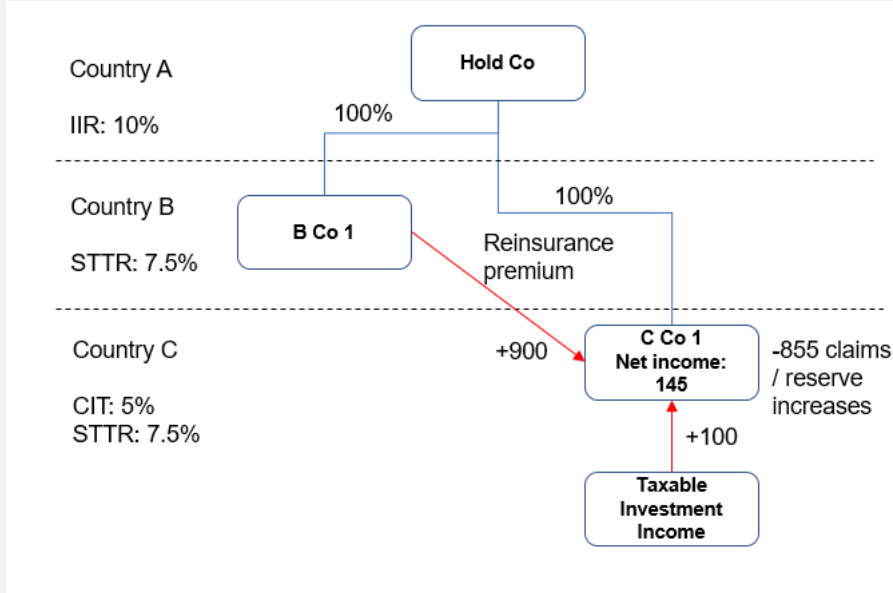 Hold Co
Country A
IIR: 10%
100%
Country B
STTR: 7.5%
B Co 1
100%
Reinsurance
premium
Country C
CIT: 5%
STTR: 7.5%
+900
C Co 1
Net income:
145
-855 claims
/ reserve
increases
+100
Taxable
Investment
Income